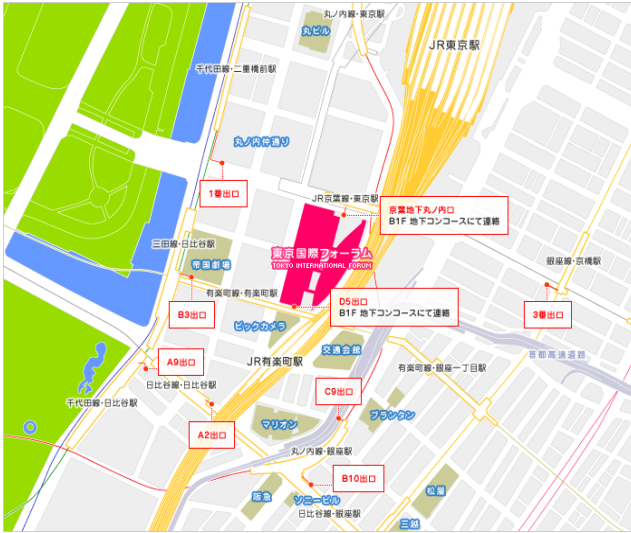 丸ノ内線・東京駅
丸ビル
JR東京駅
千代田線・二重橋前駅
丸ノ内仲通り
1番出口
JR京葉線・東京駅
京葉地下丸ノ内口
B1F 地下コンコースにて連絡
三田線・日比谷駅
東京国際フォーラム
TOKYO INTERNATIONAL FORUM
帝国劇場
銀座線・京橋駅
有楽町線・有楽町駅
D5出口
B1F 地下コンコースにて連絡
B3出口
3番出口
ビックカメラ
交通会館
首都高速道路
A9出口
JR有楽町駅
有楽町線・銀座一丁目駅
日比谷線・日比谷駅
C9出口
千代田線・日比谷駅
プランタン
A2出口
マリオン
丸ノ内線・銀座駅
B10出口
阪急
ソニービル
松屋
日比谷線・銀座駅
三越